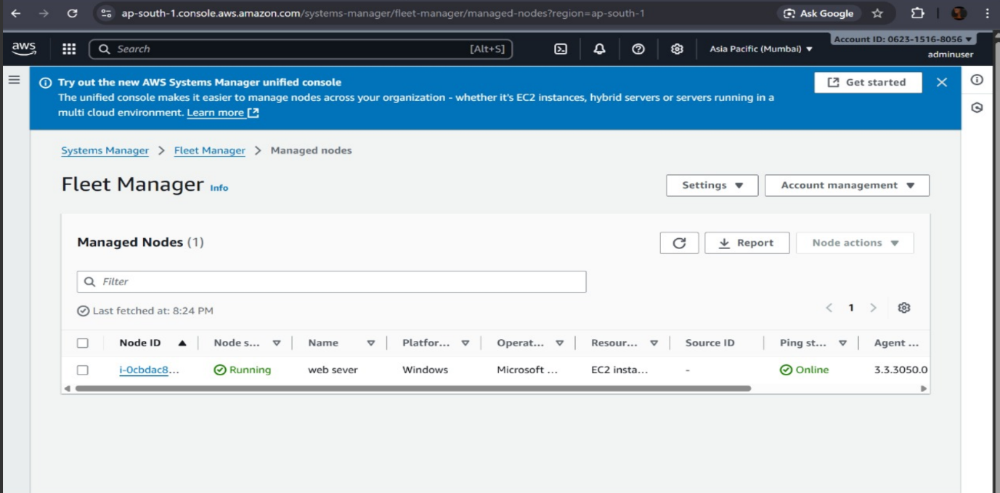 ap-south-1.console.aws.amazon.com/systems-manager/fleet-manager/managed-nodes?region=ap-south-1
Ask Google
aws
Search
[Alt+S]
Asia Pacific (Mumbai)
Account ID: 0623-1516-8056
adminuser
Try out the new AWS Systems Manager unified console
The unified console makes it easier to manage nodes across your organization - whether it's EC2 instances, hybrid servers or servers running in a
multi cloud environment. Learn more
Get started
Systems Manager > Fleet Manager > Managed nodes
Fleet Manager Info
Settings
Account management
Managed Nodes (1)
Report
Node actions
Filter
Last fetched at: 8:24 PM
1
Node ID Node s... Name Platfor... Operat... Resour... Source ID Ping st... Agent ...
i-0cbdac8... Running web sever Windows Microsoft ... EC2 insta... - Online 3.3.3050.0